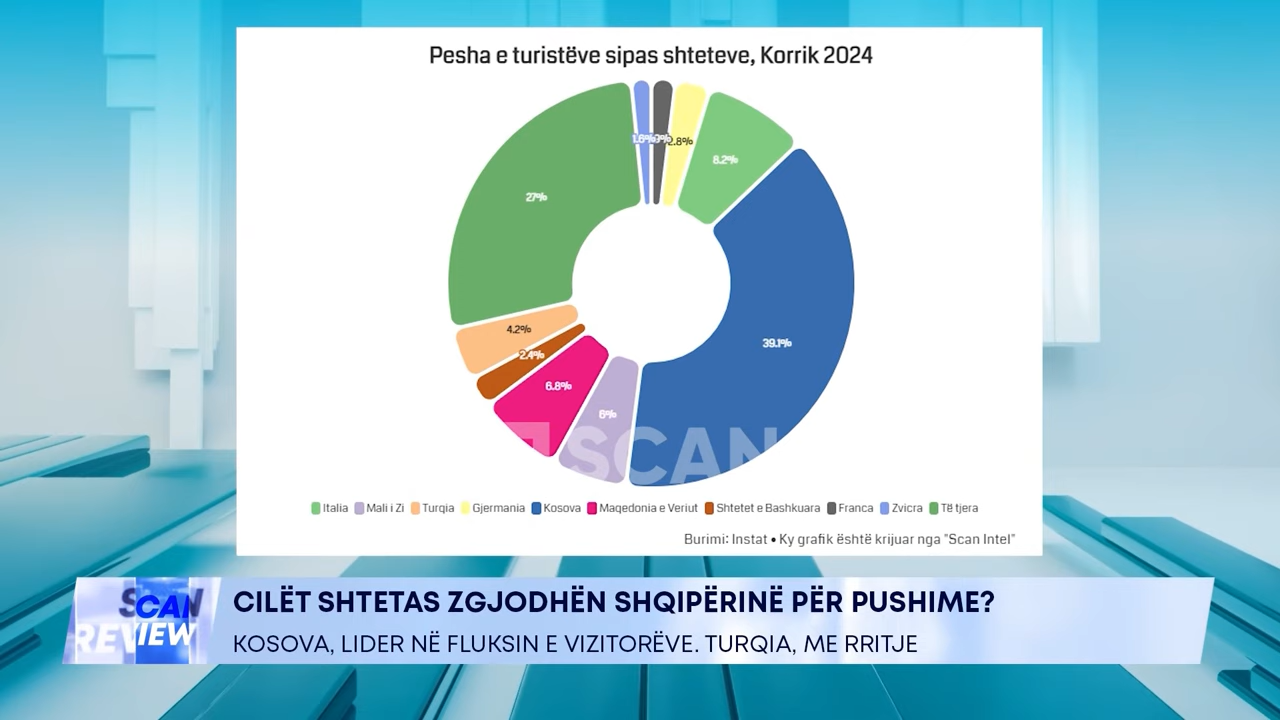 Pesha e turistëve sipas shteteve, Korrik 2024
1.6%
2.8%
8.2%
27%
39.1%
4.2%
2.4%
6.8%
6%
SCAN
Italia Mali i Zi Turqia Gjermania Kosova Maqedonia e Veriut Shtetet e Bashkuara Franca Zvicra Të tjera
Burimi: Instat • Ky grafik është krijuar nga "Scan Intel"
SCAN
REVIEW
CILËT SHTETAS ZGJODHËN SHQIPËRINË PËR PUSHIME?
KOSOVA, LIDER NË FLUKSIN E VIZITORËVE. TURQIA, ME RRITJE